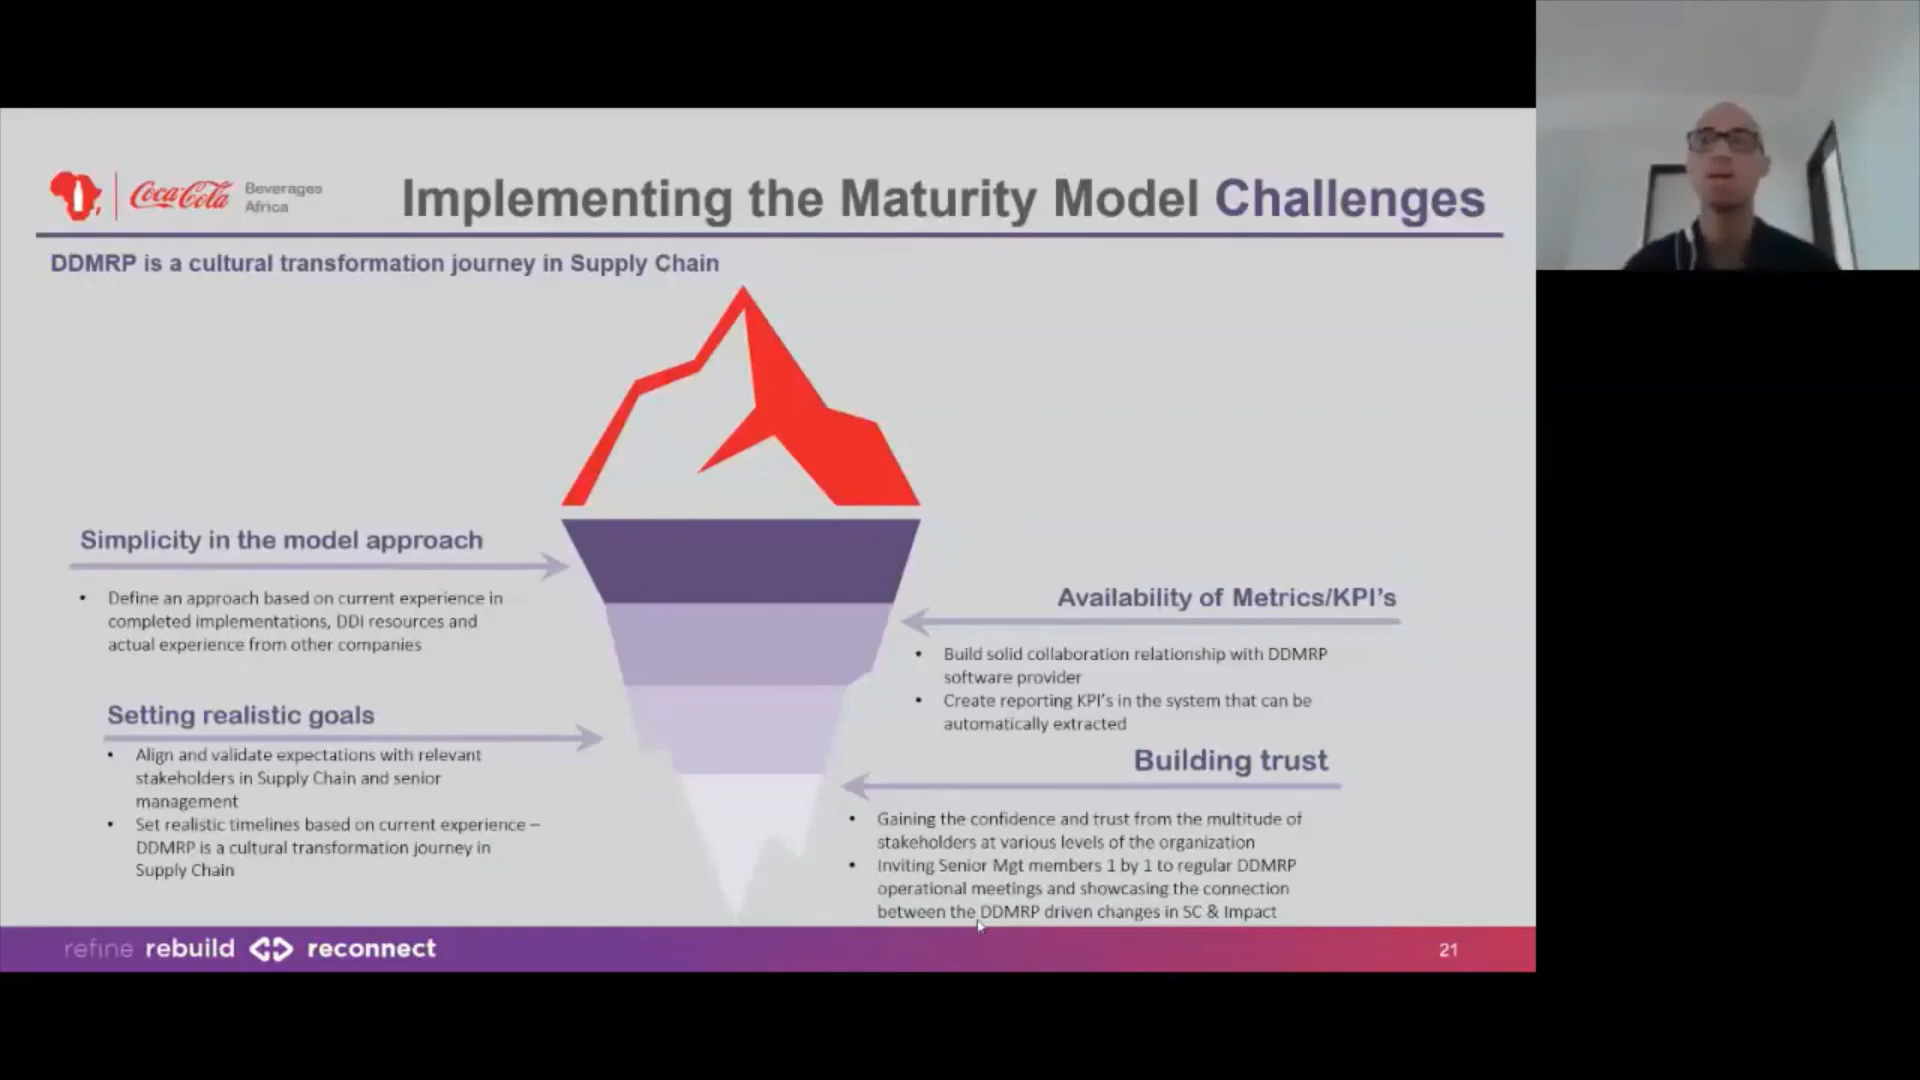 Coca-Cola
Beverages
Africa
Implementing the Maturity Model Challenges
DDMRP is a cultural transformation journey in Supply Chain
Simplicity in the model approach
• Define an approach based on current experience in
completed implementations, DDI resources and
actual experience from other companies
Setting realistic goals
• Align and validate expectations with relevant
stakeholders in Supply Chain and senior
management
• Set realistic timelines based on current experience –
DDMRP is a cultural transformation journey in
Supply Chain
Availability of Metrics/KPI's
• Build solid collaboration relationship with DDMRP
software provider
• Create reporting KPI's in the system that can be
automatically extracted
Building trust
• Gaining the confidence and trust from the multitude of
stakeholders at various levels of the organization
• Inviting Senior Mgt members 1 by 1 to regular DDMRP
operational meetings and showcasing the connection
between the DDMRP driven changes in SC & Impact
refine rebuild reconnect
21